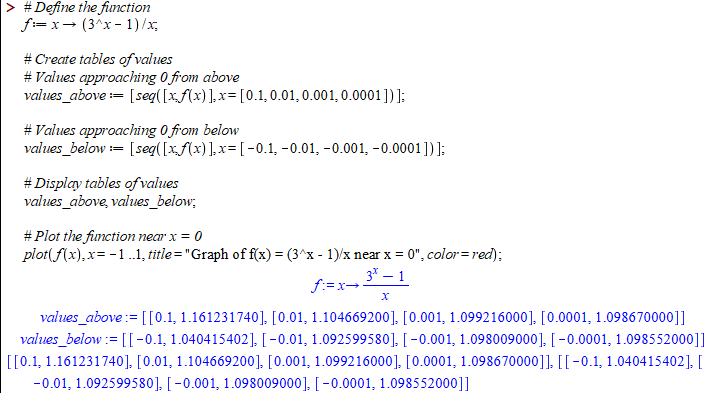 > # Define the function
f := x → (3^x − 1)/x;
# Create tables of values
# Values approaching 0 from above
values_above := [seq([x, f(x)], x = [0.1, 0.01, 0.001, 0.0001])];
# Values approaching 0 from below
values_below := [seq([x, f(x)], x = [−0.1, −0.01, −0.001, −0.0001])];
# Display tables of values
values_above, values_below;
# Plot the function near x = 0
plot(f(x), x = −1 ..1, title = "Graph of f(x) = (3^x - 1)/x near x = 0", color = red);
f := x → (3^x − 1)/x
values_above := [[0.1, 1.161231740], [0.01, 1.104669200], [0.001, 1.099216000], [0.0001, 1.098670000]]
values_below := [[−0.1, 1.040415402], [−0.01, 1.092599580], [−0.001, 1.098009000], [−0.0001, 1.098552000]]
[[0.1, 1.161231740], [0.01, 1.104669200], [0.001, 1.099216000], [0.0001, 1.098670000]], [[−0.1, 1.040415402], [
−0.01, 1.092599580], [−0.001, 1.098009000], [−0.0001, 1.098552000]]